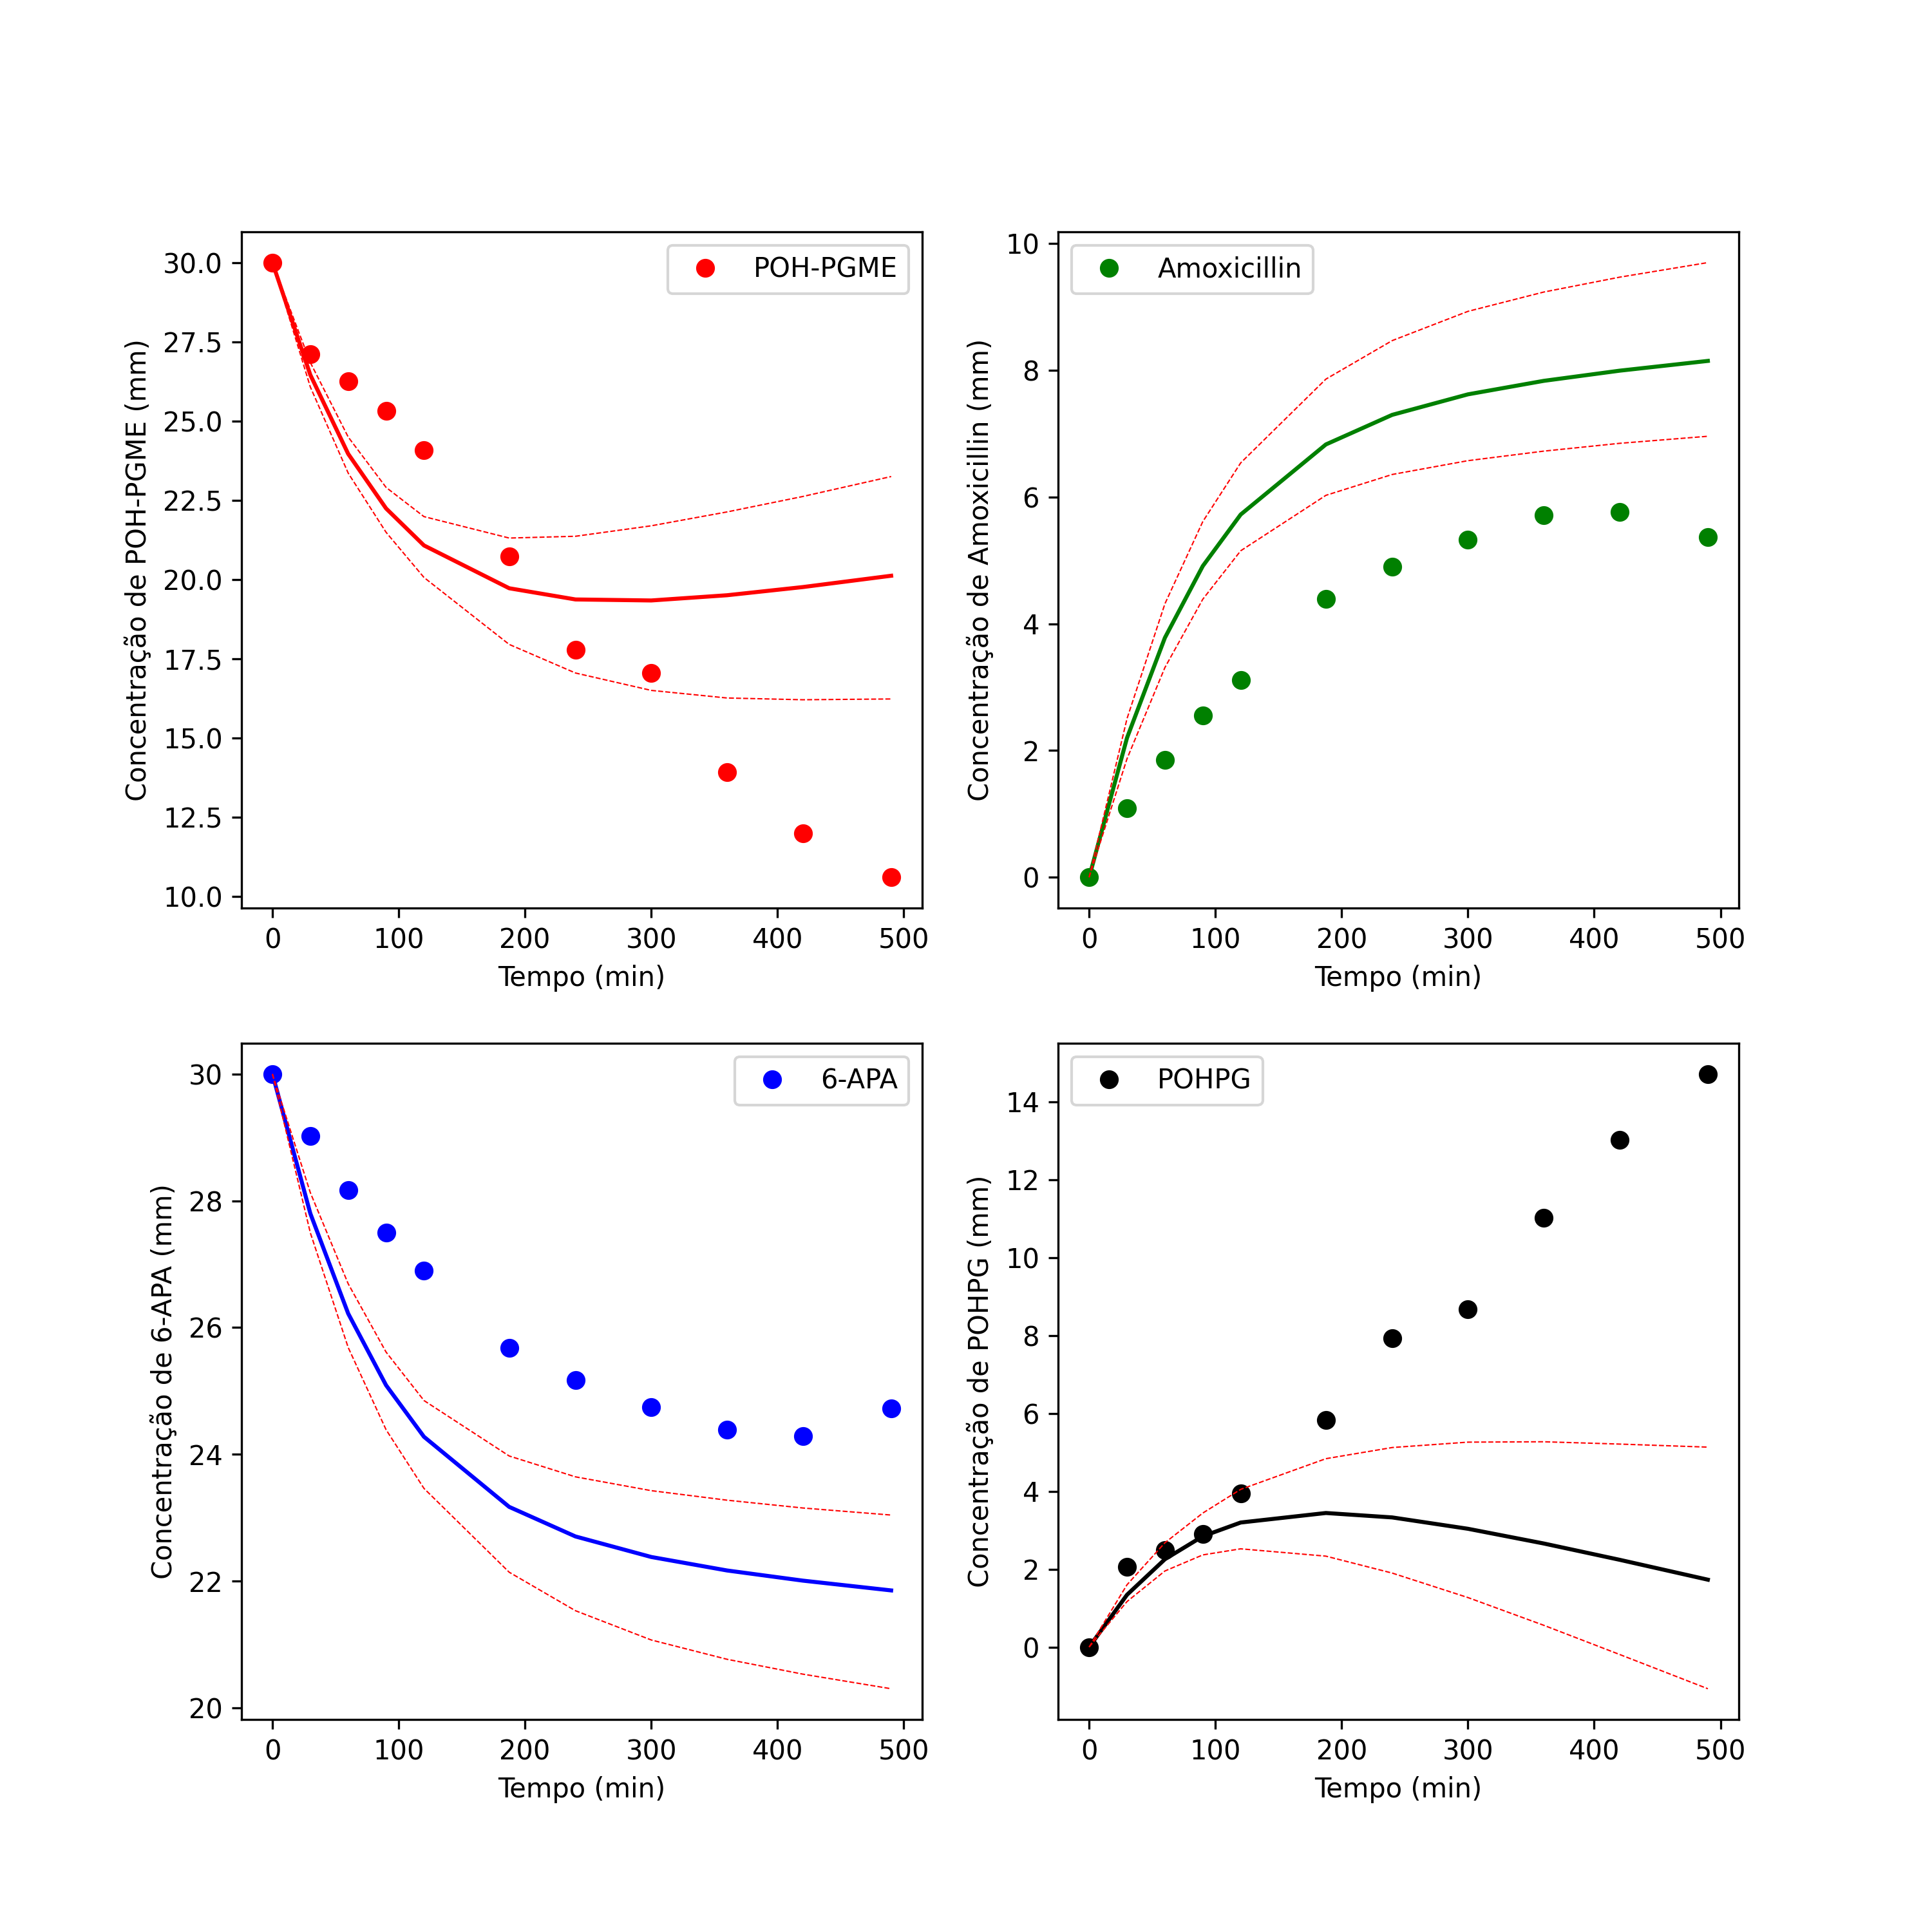 POH-PGME
Concentração de POH-PGME (mm)
30.0
27.5
25.0
22.5
20.0
17.5
15.0
12.5
10.0
0 100 200 300 400 500
Tempo (min)
Amoxicillin
Concentração de Amoxicillin (mm)
10
8
6
4
2
0
0 100 200 300 400 500
Tempo (min)
6-APA
Concentração de 6-APA (mm)
30
28
26
24
22
20
0 100 200 300 400 500
Tempo (min)
POHPG
Concentração de POHPG (mm)
14
12
10
8
6
4
2
0
0 100 200 300 400 500
Tempo (min)